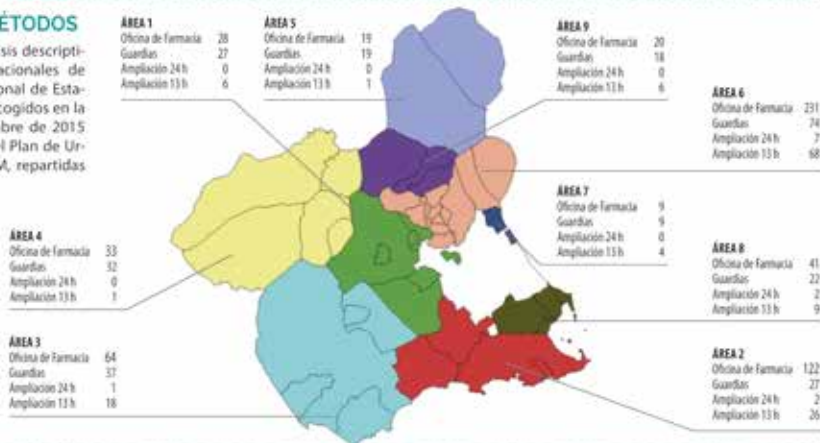 ÉTODOS
sis descripti-
acionales de
onal de Esta-
cogidos en la
bre de 2015
el Plan de Ur-
M, repartidas
ÁREA 1
Oficina de Farmacia 28
Guardias 27
Ampliación 24 h 0
Ampliación 13 h 6
ÁREA 5
Oficina de Farmacia 19
Guardias 19
Ampliación 24 h 0
Ampliación 13 h 1
ÁREA 9
Oficina de Farmacia 20
Guardias 18
Ampliación 24 h 0
Ampliación 13 h 6
ÁREA 6
Oficina de Farmacia 231
Guardias 74
Ampliación 24 h 7
Ampliación 13 h 68
ÁREA 7
Oficina de Farmacia 9
Guardias 9
Ampliación 24 h 0
Ampliación 13 h 4
ÁREA 4
Oficina de Farmacia 33
Guardias 32
Ampliación 24 h 0
Ampliación 13 h 1
ÁREA 8
Oficina de Farmacia 41
Guardias 22
Ampliación 24 h 2
Ampliación 13 h 9
ÁREA 3
Oficina de Farmacia 64
Guardias 37
Ampliación 24 h 1
Ampliación 13 h 18
ÁREA 2
Oficina de Farmacia 122
Guardias 27
Ampliación 24 h 2
Ampliación 13 h 26